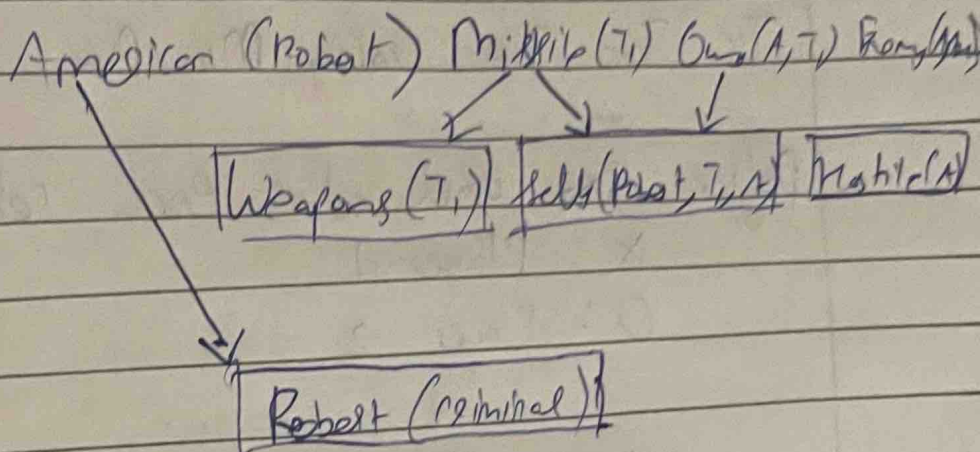 American (Robert) Missile (T₁) Owns (A, T₁) Enemy
Weapons (T₁) Sells (Robert, T₁, A) Hostile (A)
Robert (criminal)